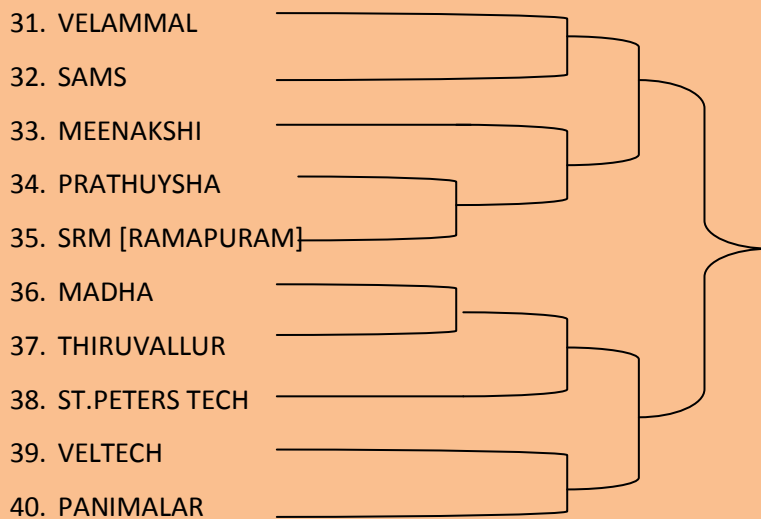 31. VELAMMAL
32. SAMS
33. MEENAKSHI
34. PRATHUYSHA
35. SRM [RAMAPURAM]
36. MADHA
37. THIRUVALLUR
38. ST.PETERS TECH
39. VELTECH
40. PANIMALAR